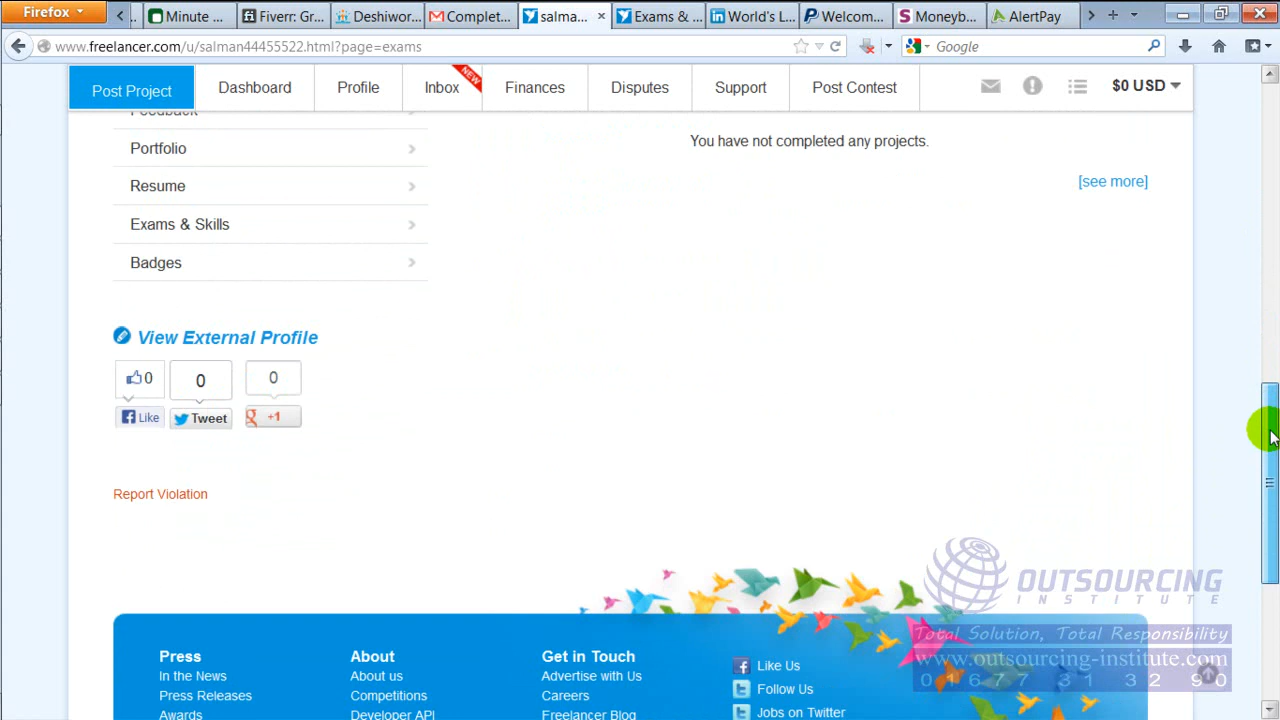 Firefox
Minute ...
Fiverr: Gr...
Deshiwor...
Complet...
salma...
Exams & ...
World's L...
Welcom...
Moneyb...
AlertPay
www.freelancer.com/u/salman44455522.html?page=exams
Google
Post Project
Dashboard
Profile
Inbox
NEW
Finances
Disputes
Support
Post Contest
$0 USD
Feedback
Portfolio
Resume
Exams & Skills
Badges
You have not completed any projects.
[see more]
View External Profile
0
0
0
Like
Tweet
+1
Report Violation
OUTSOURCING
INSTITUTE
Total Solution, Total Responsibility
www.outsourcing-institute.com
01677 31 32 90
Press
In the News
Press Releases
Awards
About
About us
Competitions
Developer API
Get in Touch
Advertise with Us
Careers
Freelancer Blog
Like Us
Follow Us
Jobs on Twitter